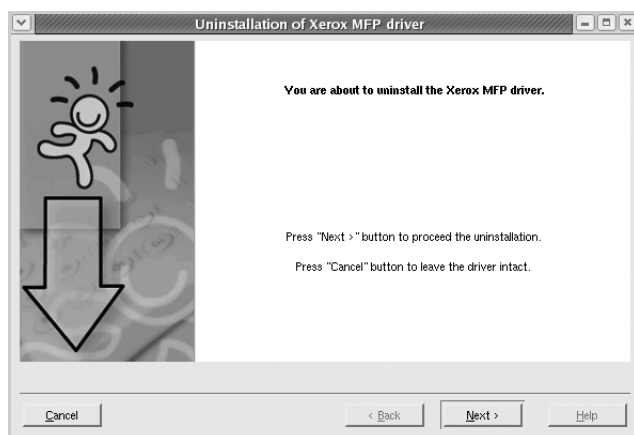 Uninstallation of Xerox MFP driver
You are about to uninstall the Xerox MFP driver.
Press "Next >" button to proceed the uninstallation.
Press "Cancel" button to leave the driver intact.
Cancel
< Back
Next >
Help